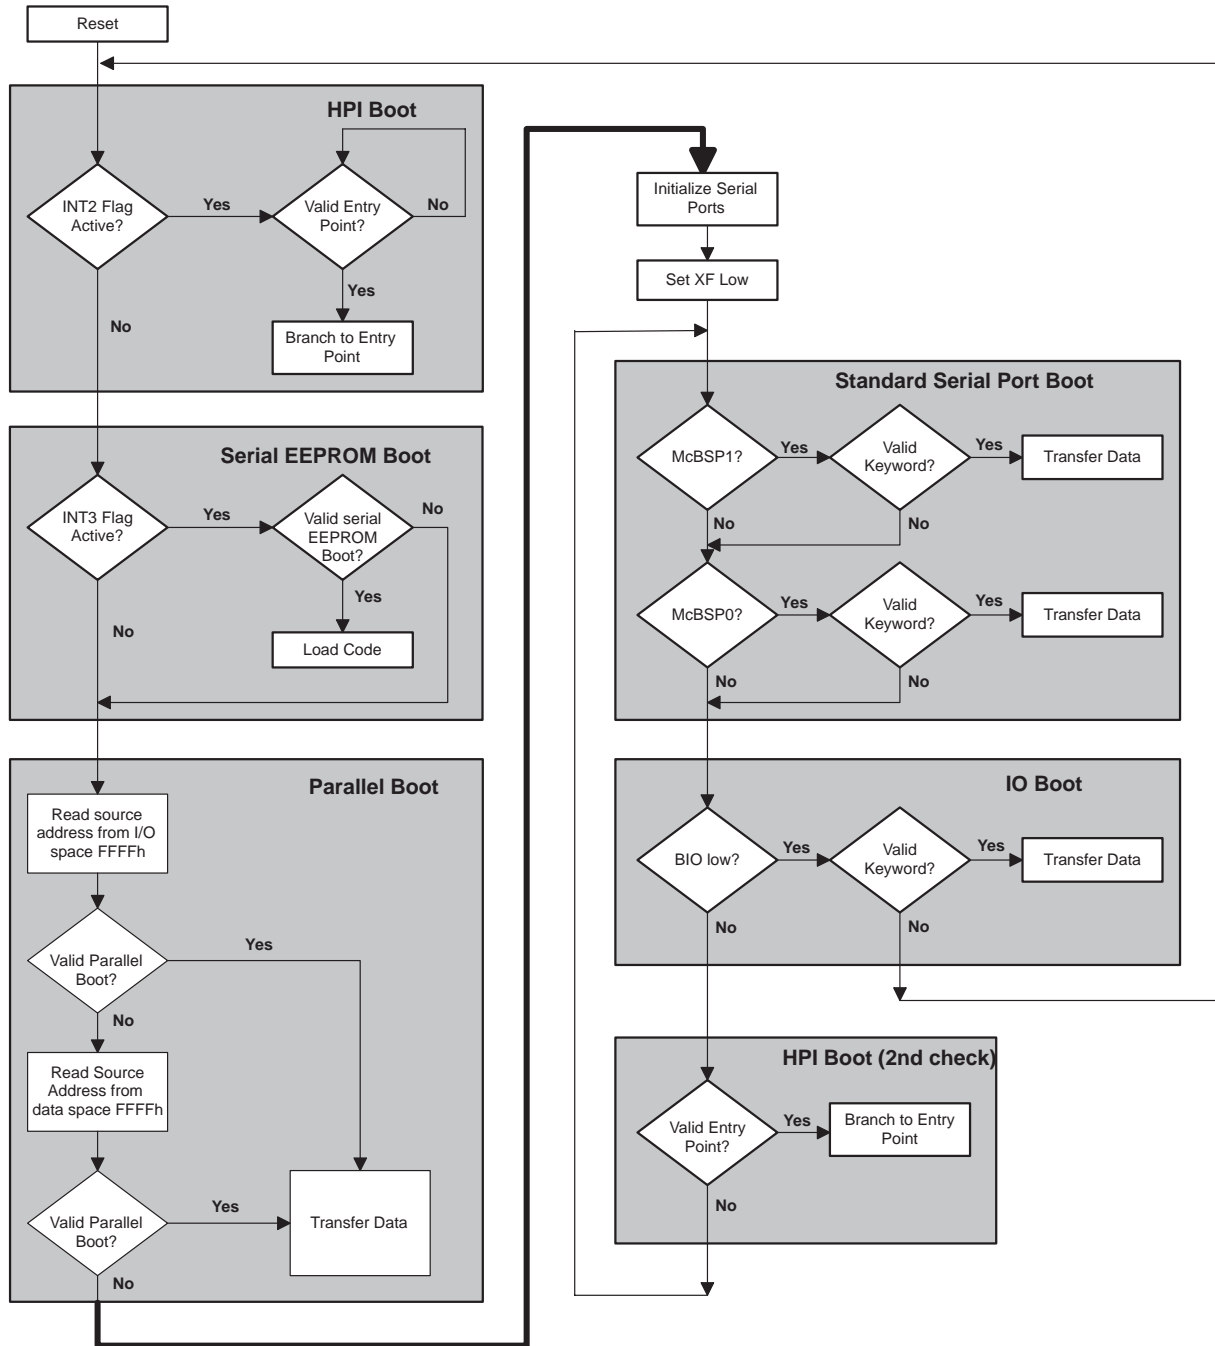 Reset
HPI Boot
INT2 Flag
Active?
Yes
Valid Entry
Point?
No
Yes
No
Branch to Entry
Point
Serial EEPROM Boot
INT3 Flag
Active?
Yes
Valid serial
EEPROM
Boot?
No
Yes
No
Load Code
Parallel Boot
Read source
address from I/O
space FFFFh
Valid Parallel
Boot?
Yes
No
Read Source
Address from
data space FFFFh
Valid Parallel
Boot?
Yes
Transfer Data
No
Initialize Serial
Ports
Set XF Low
Standard Serial Port Boot
McBSP1?
Yes
Valid
Keyword?
Yes
Transfer Data
No
No
McBSP0?
Yes
Valid
Keyword?
Yes
Transfer Data
No
No
IO Boot
BIO low?
Yes
Valid
Keyword?
Yes
Transfer Data
No
No
HPI Boot (2nd check)
Valid Entry
Point?
Yes
Branch to Entry
Point
No